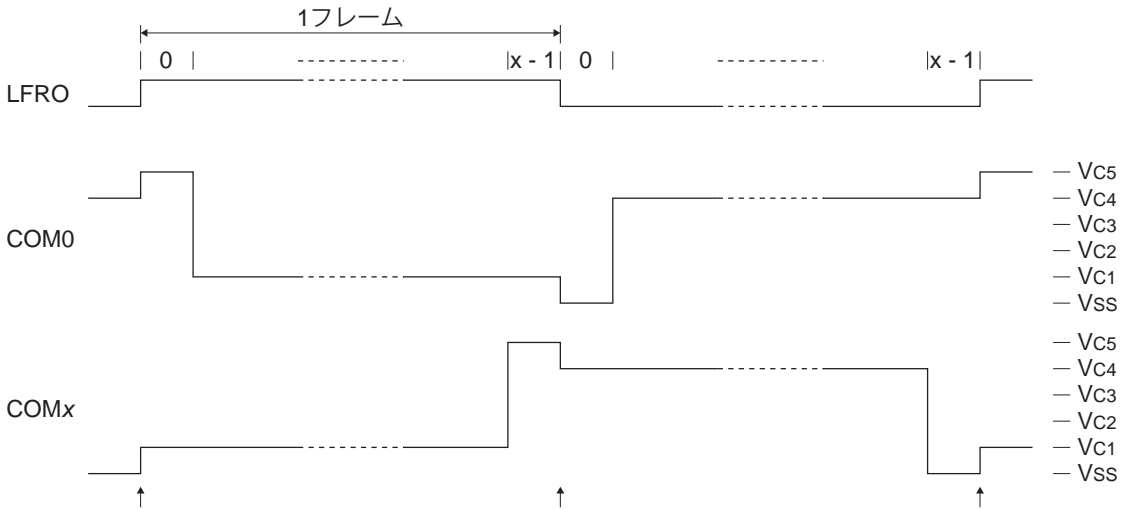 1フレーム
0 x - 1 0 x - 1
LFRO
COM0
VC5
VC4
VC3
VC2
VC1
VSS
COMx
VC5
VC4
VC3
VC2
VC1
VSS